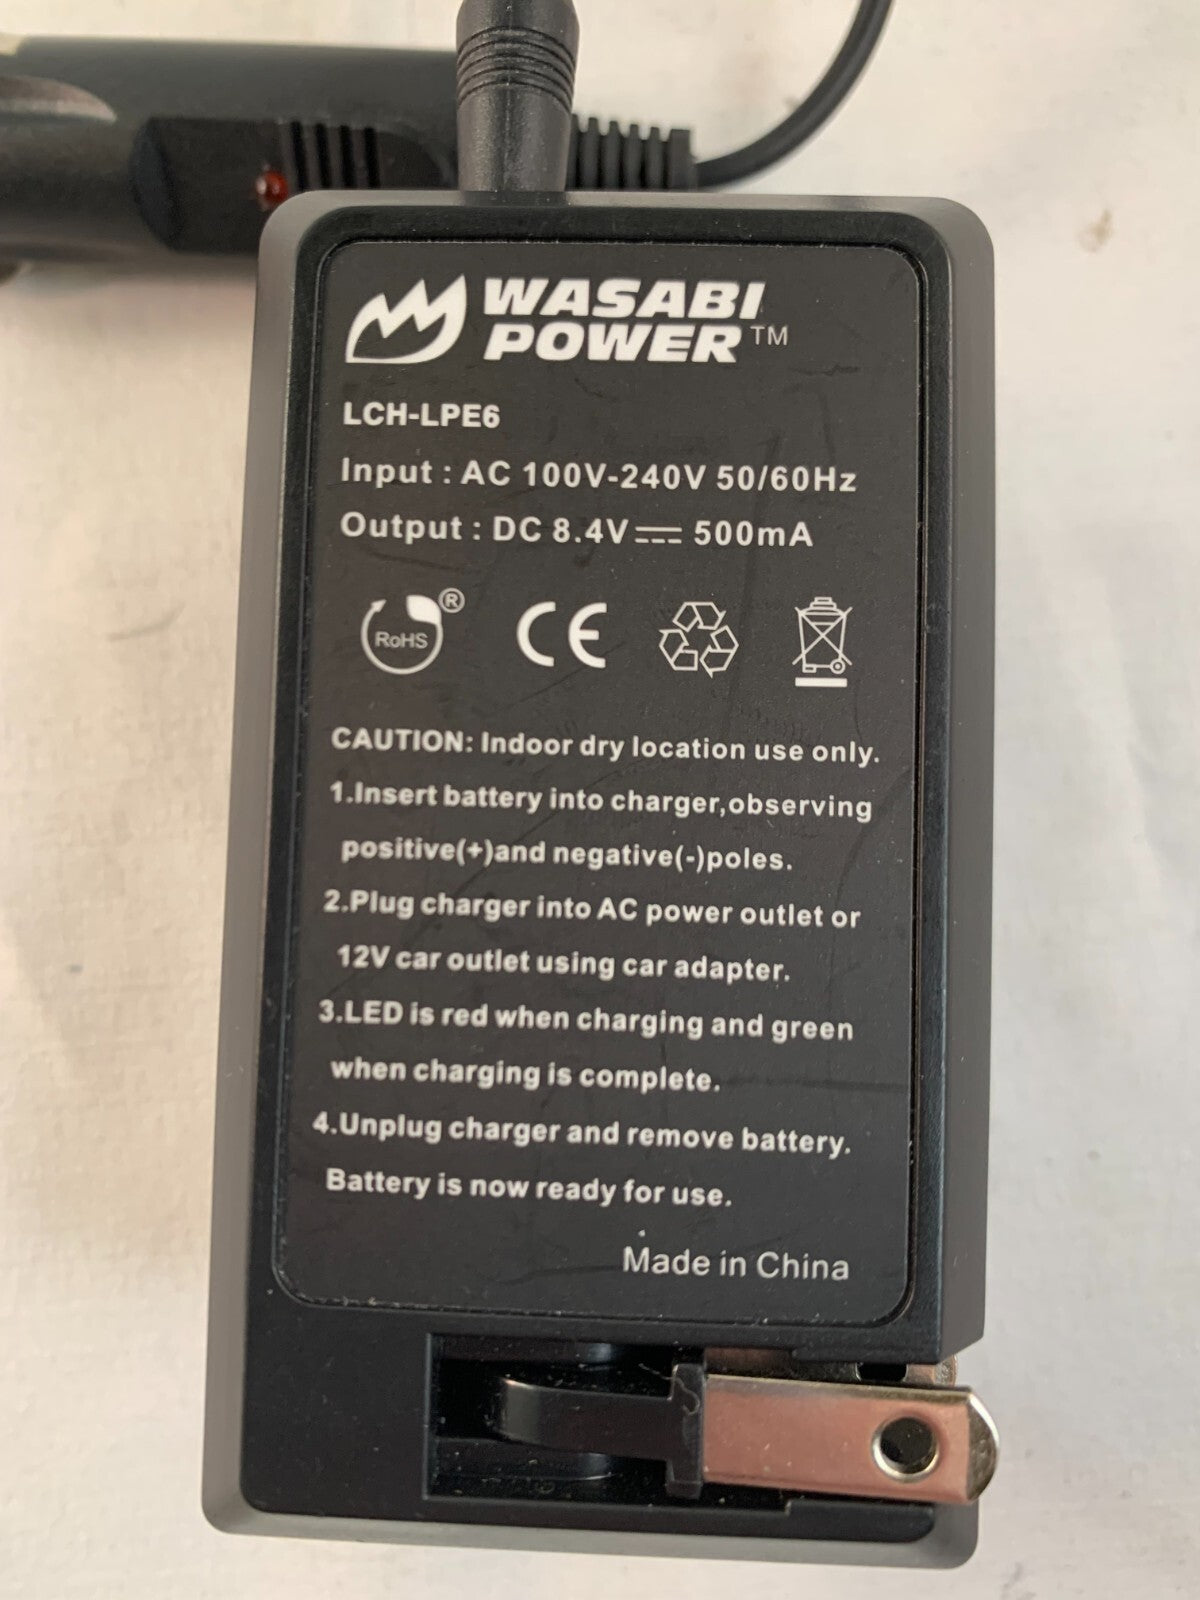 WASABI
POWER™
LCH-LPE6
Input : AC 100V-240V 50/60Hz
Output : DC 8.4V⎓ 500mA
RoHS ®
CE
CAUTION: Indoor dry location use only.
1.Insert battery into charger,observing
positive(+)and negative(-)poles.
2.Plug charger into AC power outlet or
12V car outlet using car adapter.
3.LED is red when charging and green
when charging is complete.
4.Unplug charger and remove battery.
Battery is now ready for use.
Made in China